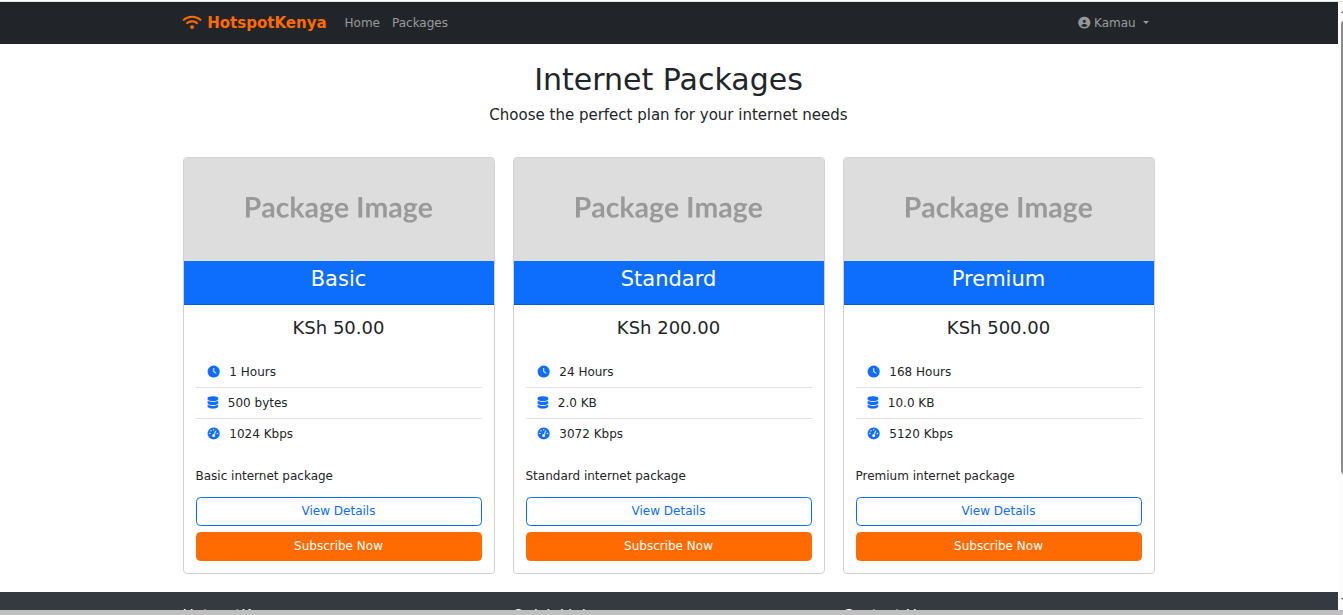 HotspotKenya Home Packages Kamau
Internet Packages
Choose the perfect plan for your internet needs
Package Image
Basic
KSh 50.00
1 Hours
500 bytes
1024 Kbps
Basic internet package
View Details
Subscribe Now
Package Image
Standard
KSh 200.00
24 Hours
2.0 KB
3072 Kbps
Standard internet package
View Details
Subscribe Now
Package Image
Premium
KSh 500.00
168 Hours
10.0 KB
5120 Kbps
Premium internet package
View Details
Subscribe Now